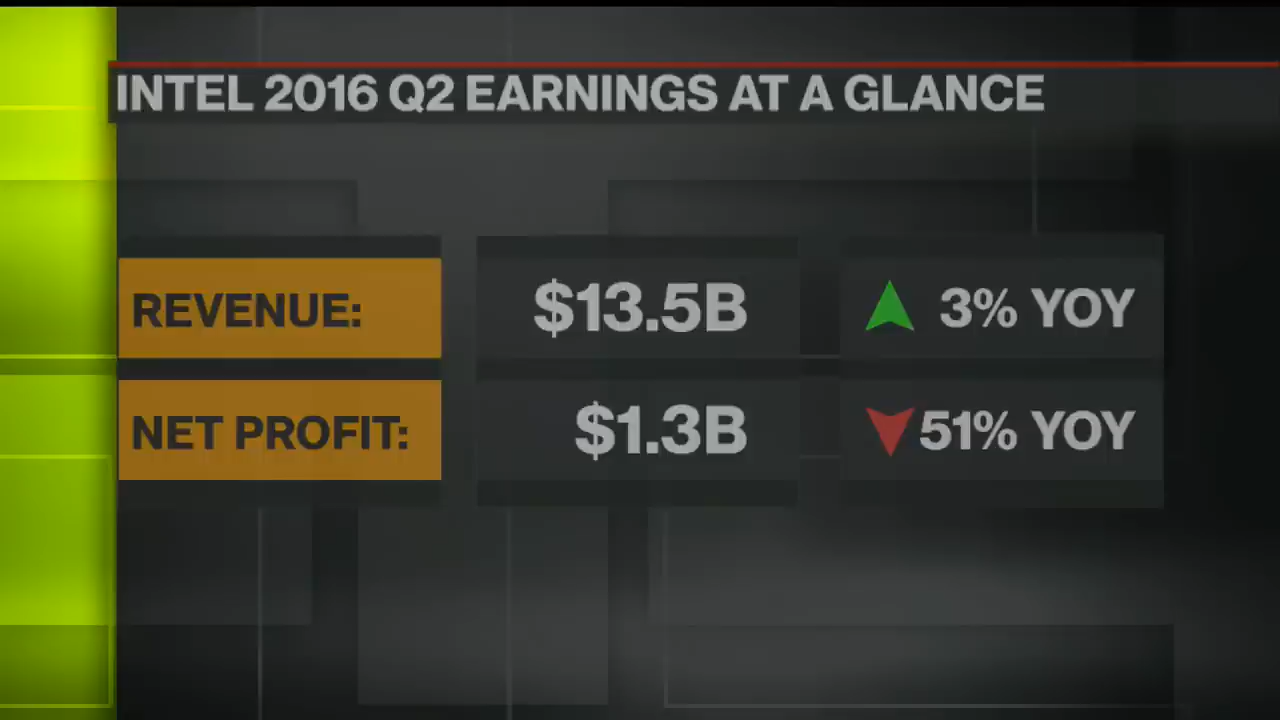 INTEL 2016 Q2 EARNINGS AT A GLANCE
REVENUE: $13.5B 3% YOY
NET PROFIT: $1.3B 51% YOY